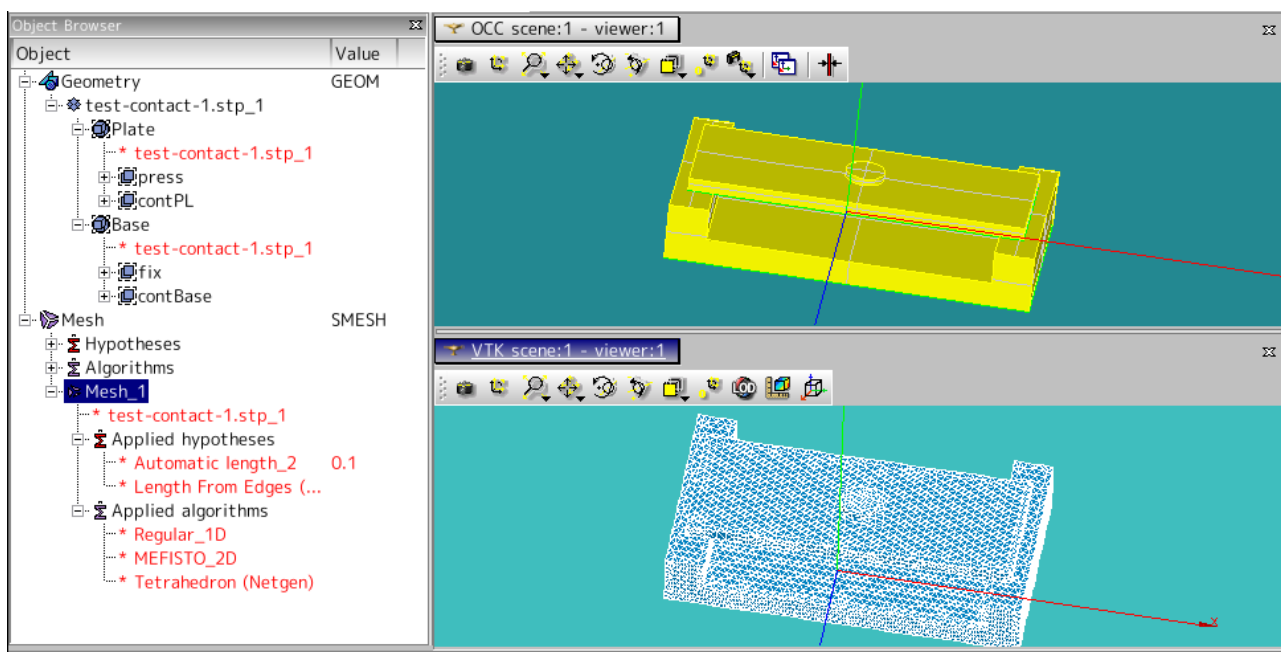 Object Browser
Object Value
Geometry GEOM
test-contact-1.stp_1
Plate
* test-contact-1.stp_1
press
contPL
Base
* test-contact-1.stp_1
fix
contBase
Mesh SMESH
Hypotheses
Algorithms
Mesh_1
* test-contact-1.stp_1
Applied hypotheses
* Automatic length_2 0.1
* Length From Edges (...
Applied algorithms
* Regular_1D
* MEFISTO_2D
* Tetrahedron (Netgen)
OCC scene:1 - viewer:1
VTK scene:1 - viewer:1
X